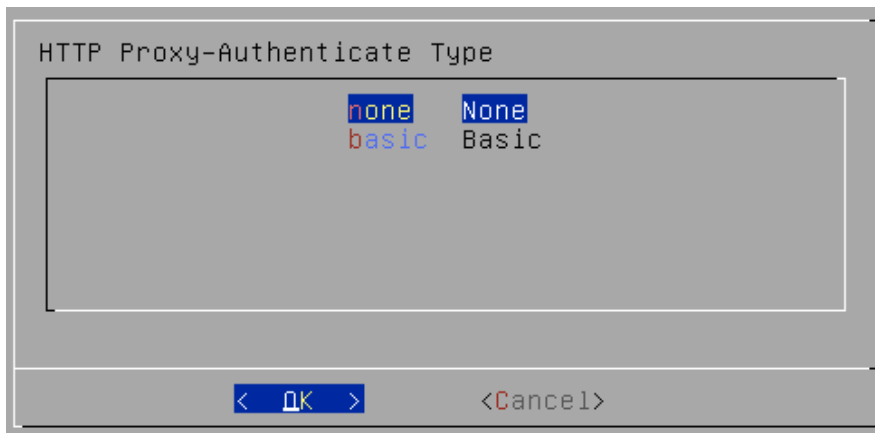 HTTP Proxy-Authenticate Type
none None
basic Basic
< OK > <Cancel>